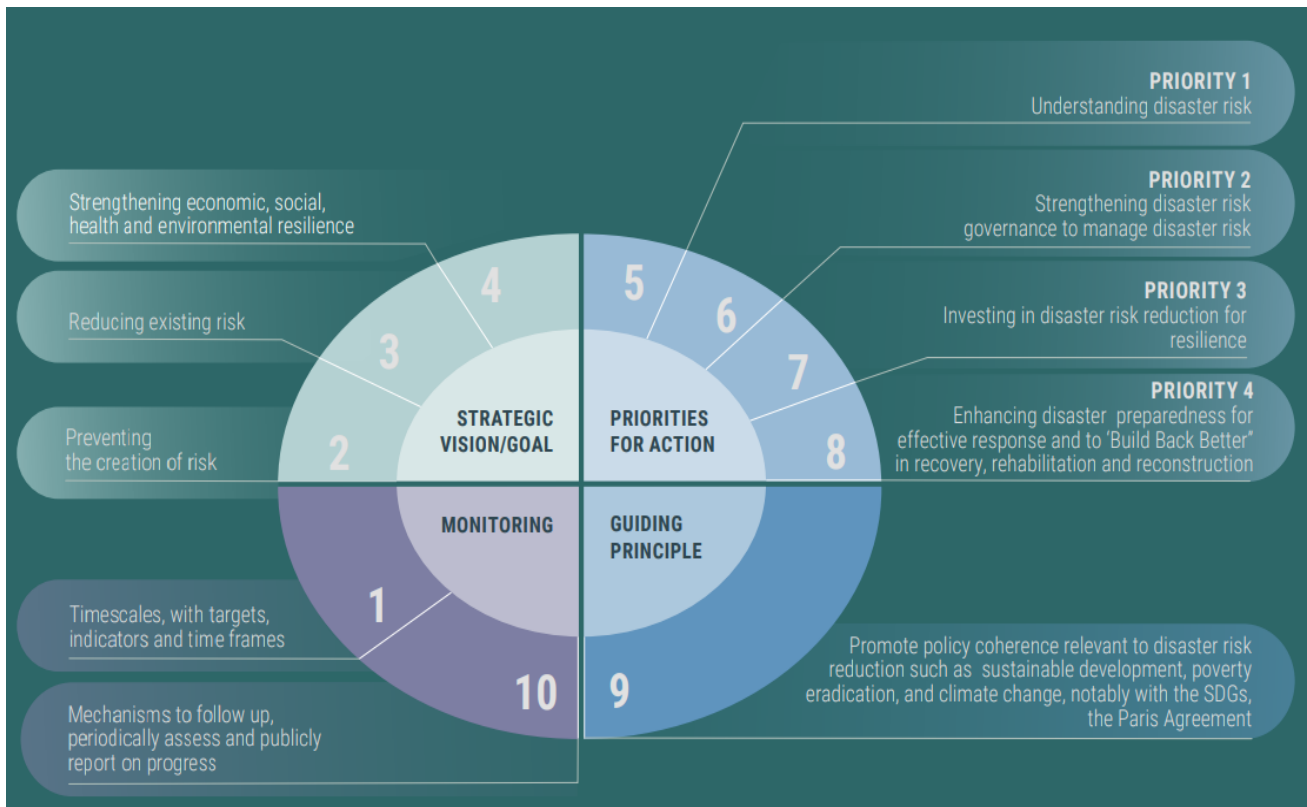 PRIORITY 1
Understanding disaster risk
PRIORITY 2
Strengthening disaster risk
governance to manage disaster risk
PRIORITY 3
Investing in disaster risk reduction for
resilience
PRIORITY 4
Enhancing disaster preparedness for
effective response and to ‘Build Back Better”
in recovery, rehabilitation and reconstruction
Strengthening economic, social,
health and environmental resilience
Reducing existing risk
Preventing
the creation of risk
4
3
2
5
6
7
8
STRATEGIC
VISION/GOAL
PRIORITIES
FOR ACTION
MONITORING
GUIDING
PRINCIPLE
1
10
9
Timescales, with targets,
indicators and time frames
Mechanisms to follow up,
periodically assess and publicly
report on progress
Promote policy coherence relevant to disaster risk
reduction such as sustainable development, poverty
eradication, and climate change, notably with the SDGs,
the Paris Agreement